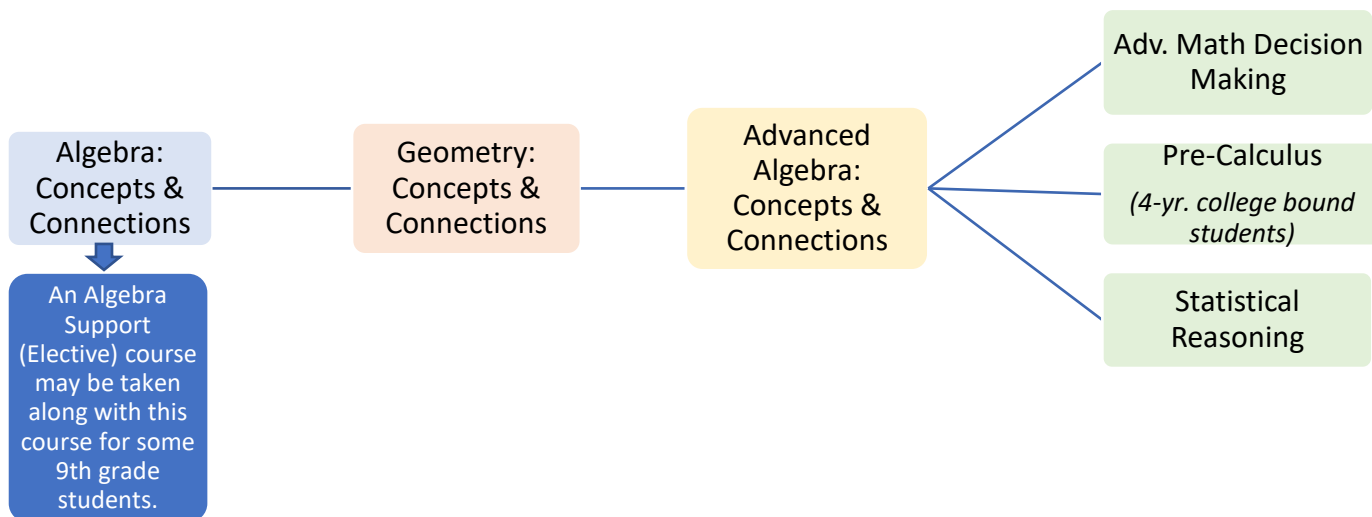 Algebra:
Concepts &
Connections
An Algebra
Support
(Elective) course
may be taken
along with this
course for some
9th grade
students.
Geometry:
Concepts &
Connections
Advanced
Algebra:
Concepts &
Connections
Adv. Math Decision
Making
Pre-Calculus
(4-yr. college bound
students)
Statistical
Reasoning